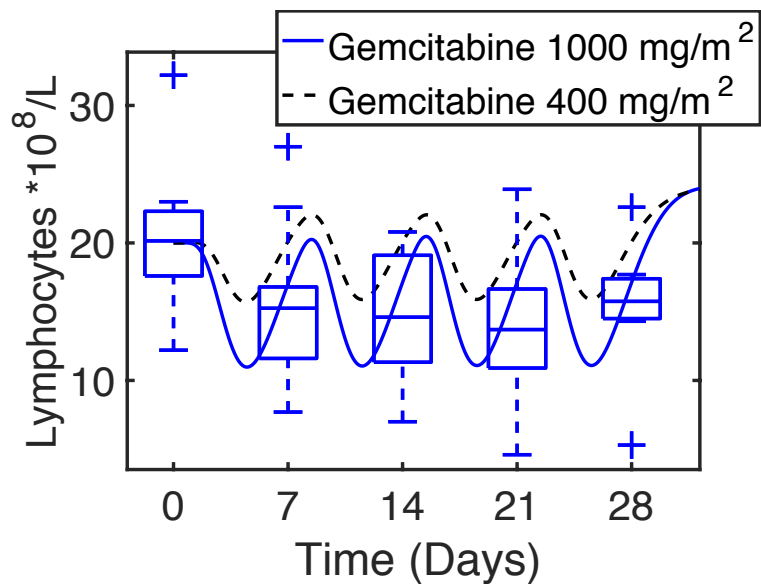 Gemcitabine 1000 mg/m²
Gemcitabine 400 mg/m²
Lymphocytes *10⁸/L
30
20
10
0 7 14 21 28
Time (Days)